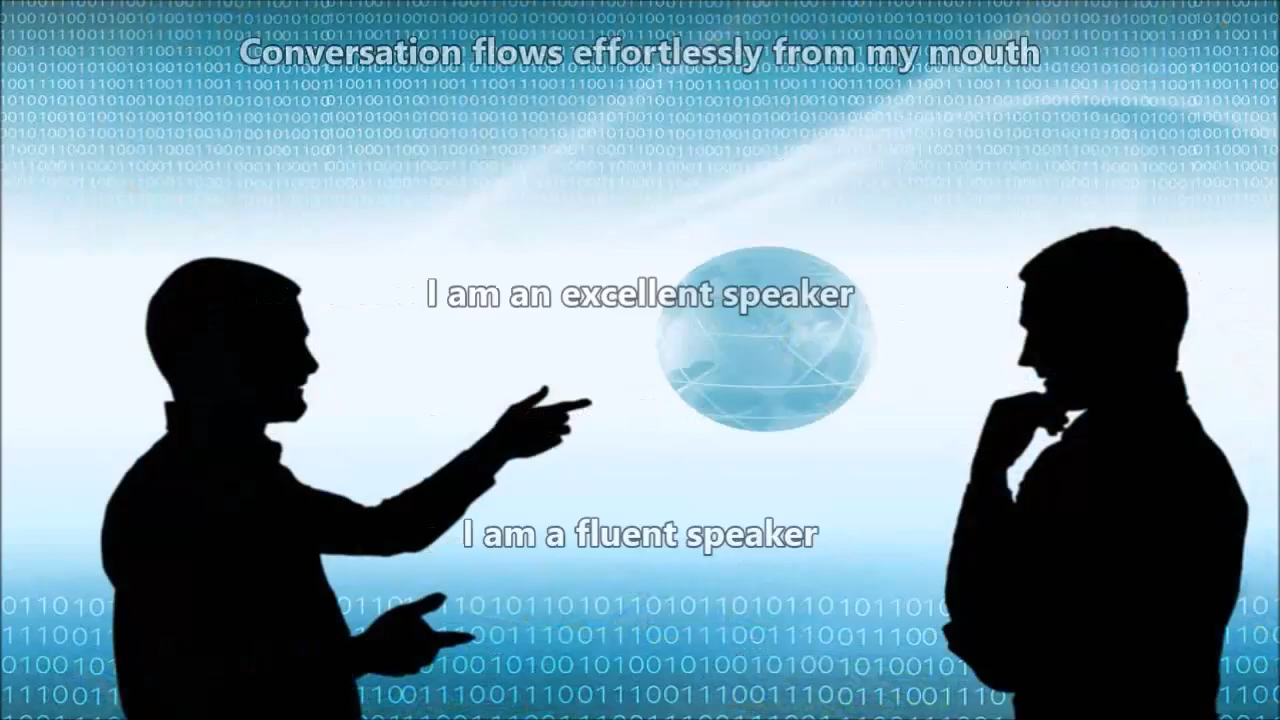 Conversation flows effortlessly from my mouth
I am an excellent speaker
I am a fluent speaker